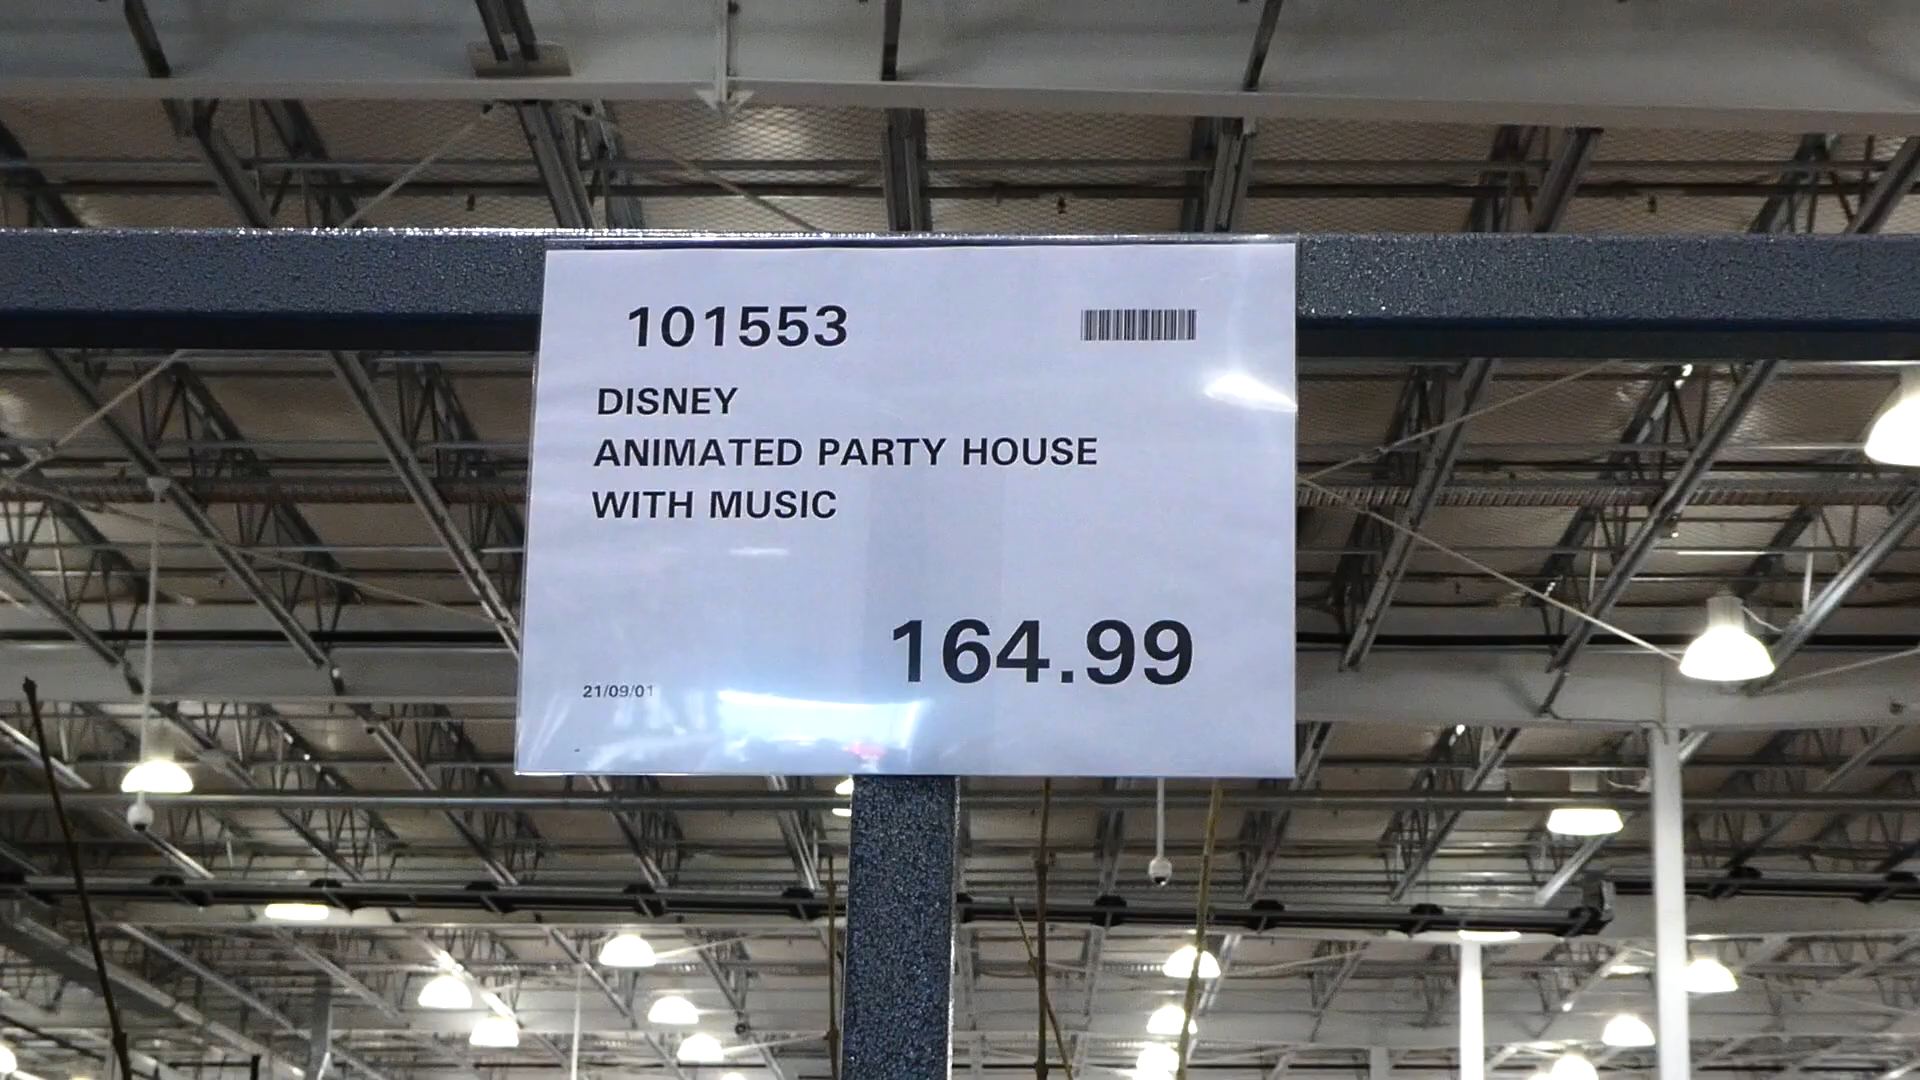 101553
DISNEY
ANIMATED PARTY HOUSE
WITH MUSIC
164.99
21/09/01